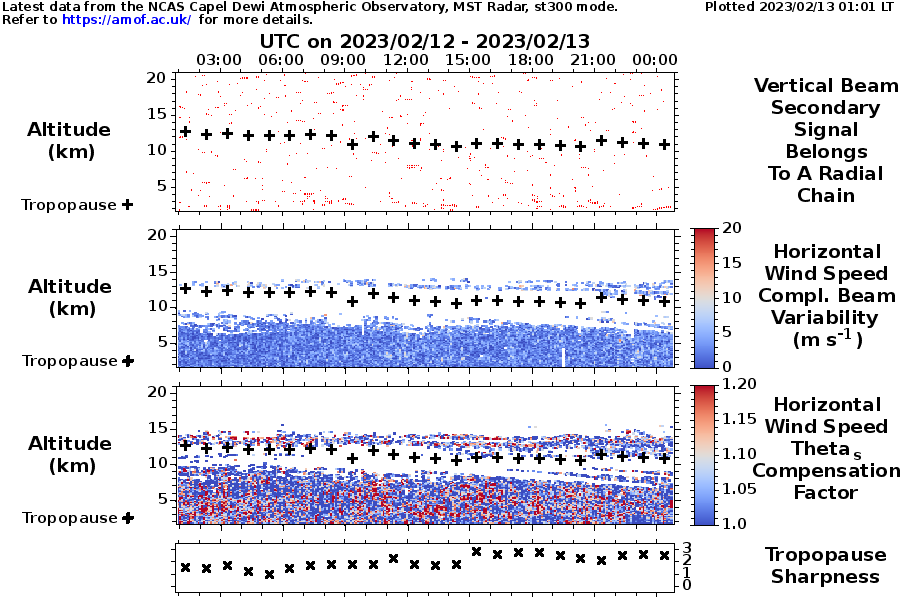 Latest data from the NCAS Capel Dewi Atmospheric Observatory, MST Radar, st300 mode.
Plotted 2023/02/13 01:01 LT
Refer to https://amof.ac.uk/ for more details.
UTC on 2023/02/12 - 2023/02/13
03:00 06:00 09:00 12:00 15:00 18:00 21:00 00:00
20
15
10
5
Altitude
(km)
Tropopause +
Vertical Beam
Secondary
Signal
Belongs
To A Radial
Chain
20
15
10
5
Altitude
(km)
Tropopause +
20
15
10
5
0
Horizontal
Wind Speed
Compl. Beam
Variability
(m s-1)
20
15
10
5
Altitude
(km)
Tropopause +
1.20
1.15
1.10
1.05
1.0
Horizontal
Wind Speed
Theta s
Compensation
Factor
3
2
1
0
Tropopause
Sharpness